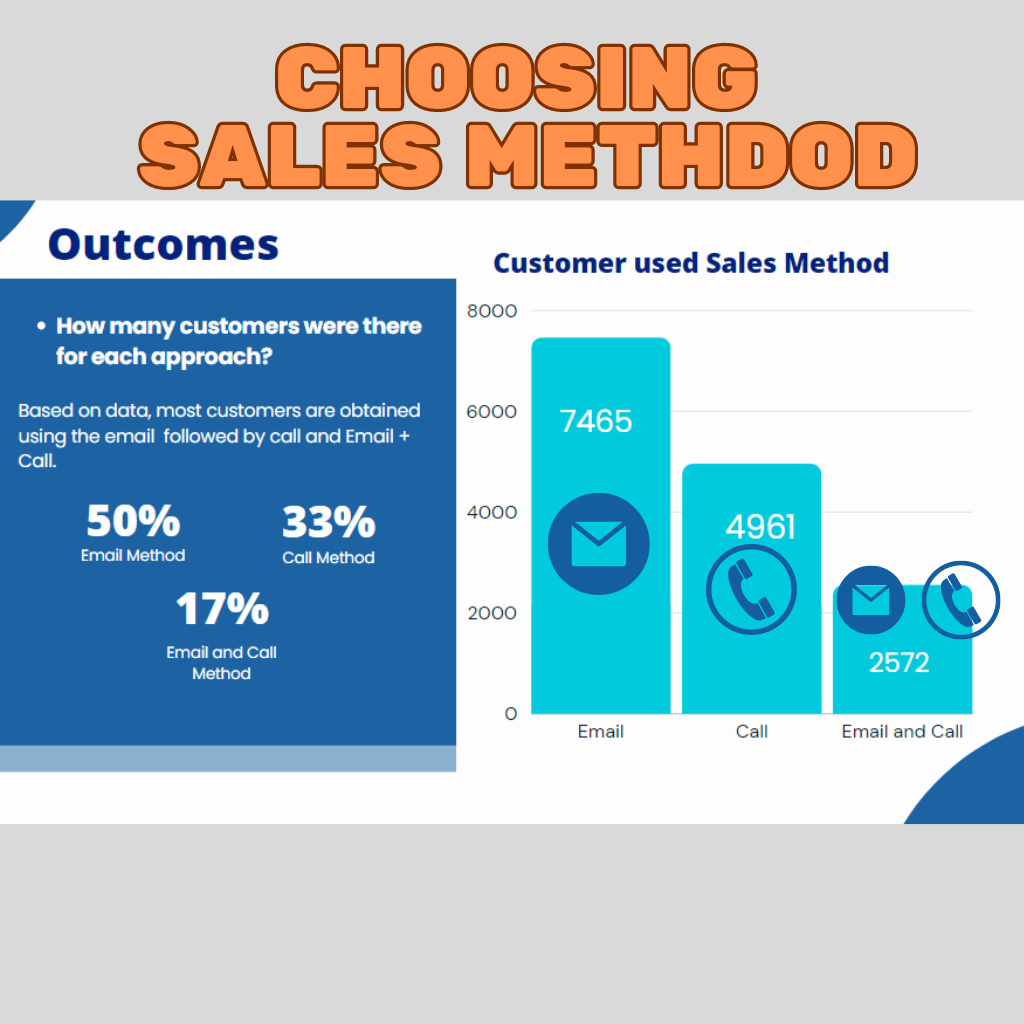 CHOOSING
SALES METHDOD
Outcomes
• How many customers were there
for each approach?
Based on data, most customers are obtained
using the email followed by call and Email +
Call.
50%
Email Method
33%
Call Method
17%
Email and Call
Method
Customer used Sales Method
8000
6000
4000
2000
0
7465
4961
2572
Email
Call
Email and Call